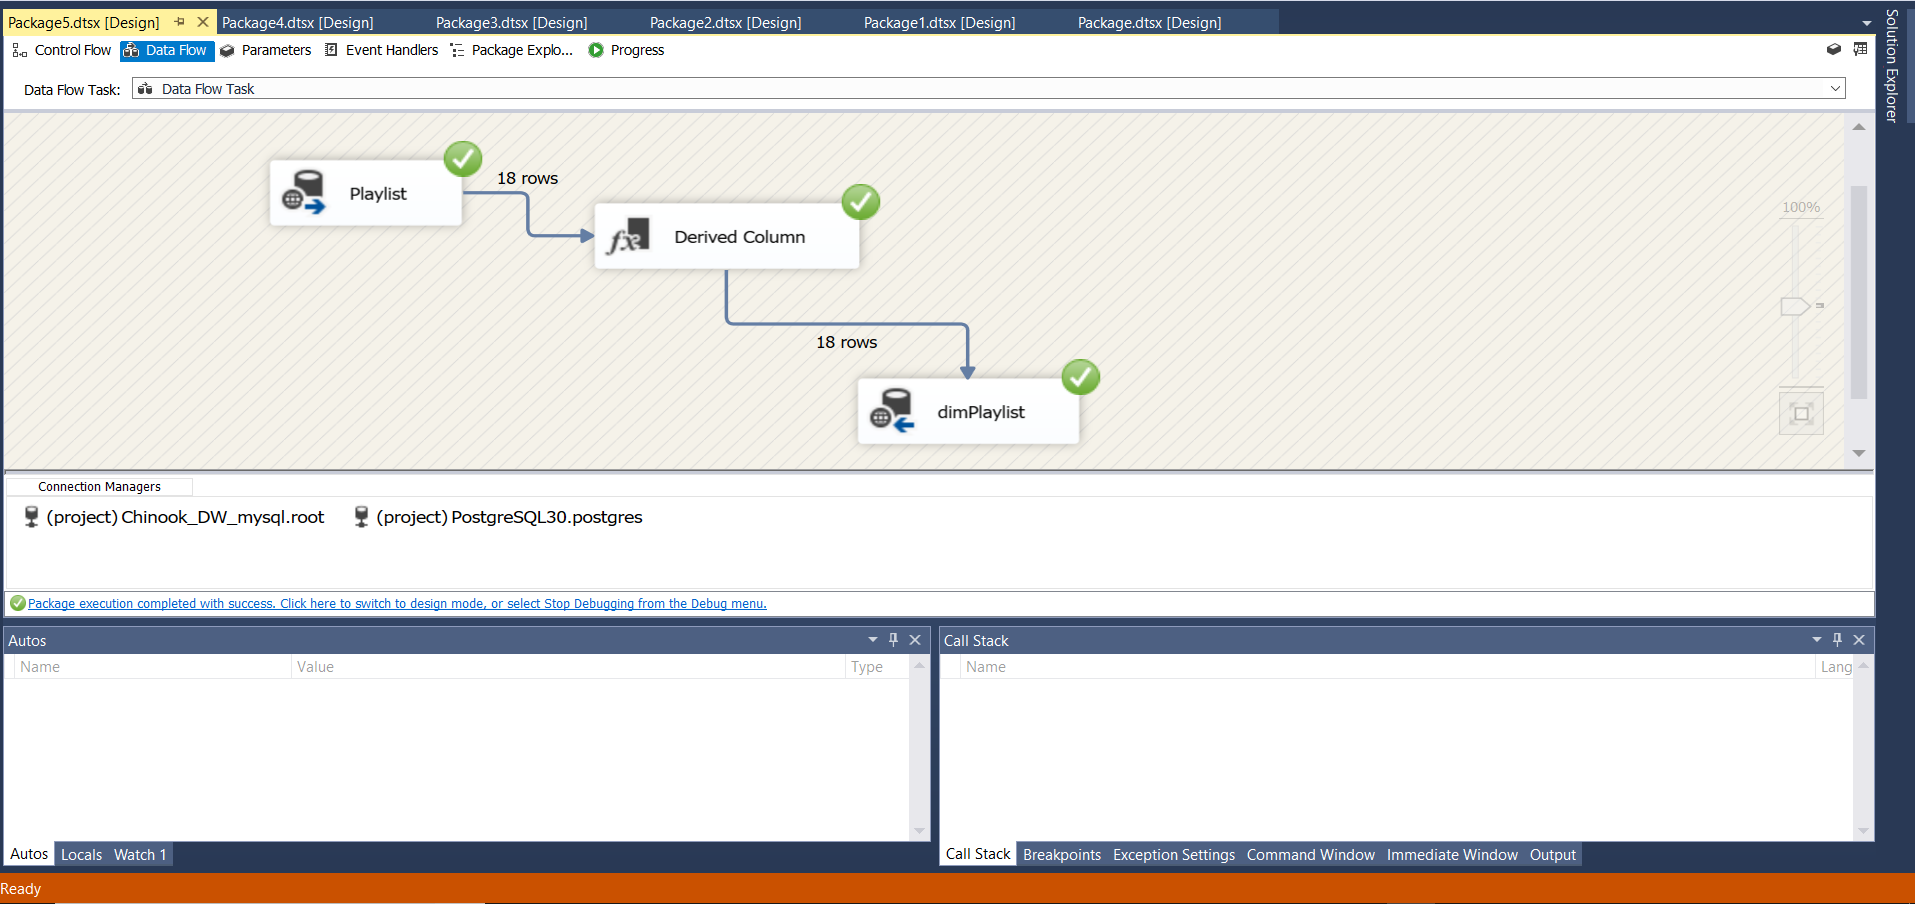 Package5.dtsx [Design]
Package4.dtsx [Design]
Package3.dtsx [Design]
Package2.dtsx [Design]
Package1.dtsx [Design]
Package.dtsx [Design]
Solution Explorer
Control Flow
Data Flow
Parameters
Event Handlers
Package Explo...
Progress
Data Flow Task:
Data Flow Task
Playlist
18 rows
fx
Derived Column
100%
18 rows
dimPlaylist
Connection Managers
(project) Chinook_DW_mysql.root
(project) PostgreSQL30.postgres
Package execution completed with success. Click here to switch to design mode, or select Stop Debugging from the Debug menu.
Autos
Name
Value
Type
Call Stack
Name
Lang
Autos
Locals
Watch 1
Call Stack
Breakpoints
Exception Settings
Command Window
Immediate Window
Output
Ready